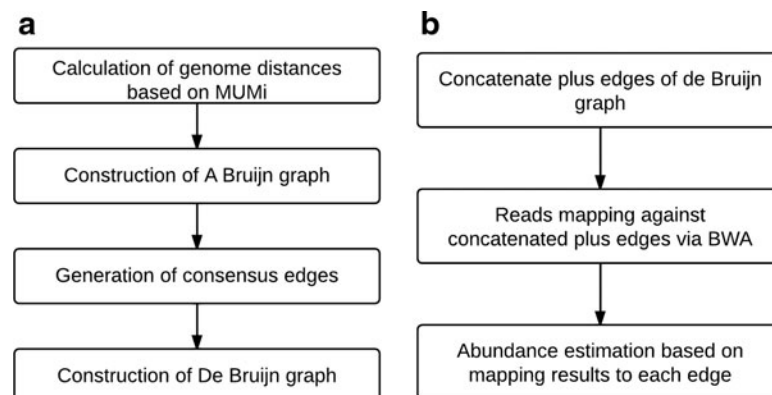 a
Calculation of genome distances
based on MUMi
Construction of A Bruijn graph
Generation of consensus edges
Construction of De Bruijn graph
b
Concatenate plus edges of de Bruijn
graph
Reads mapping against
concatenated plus edges via BWA
Abundance estimation based on
mapping results to each edge